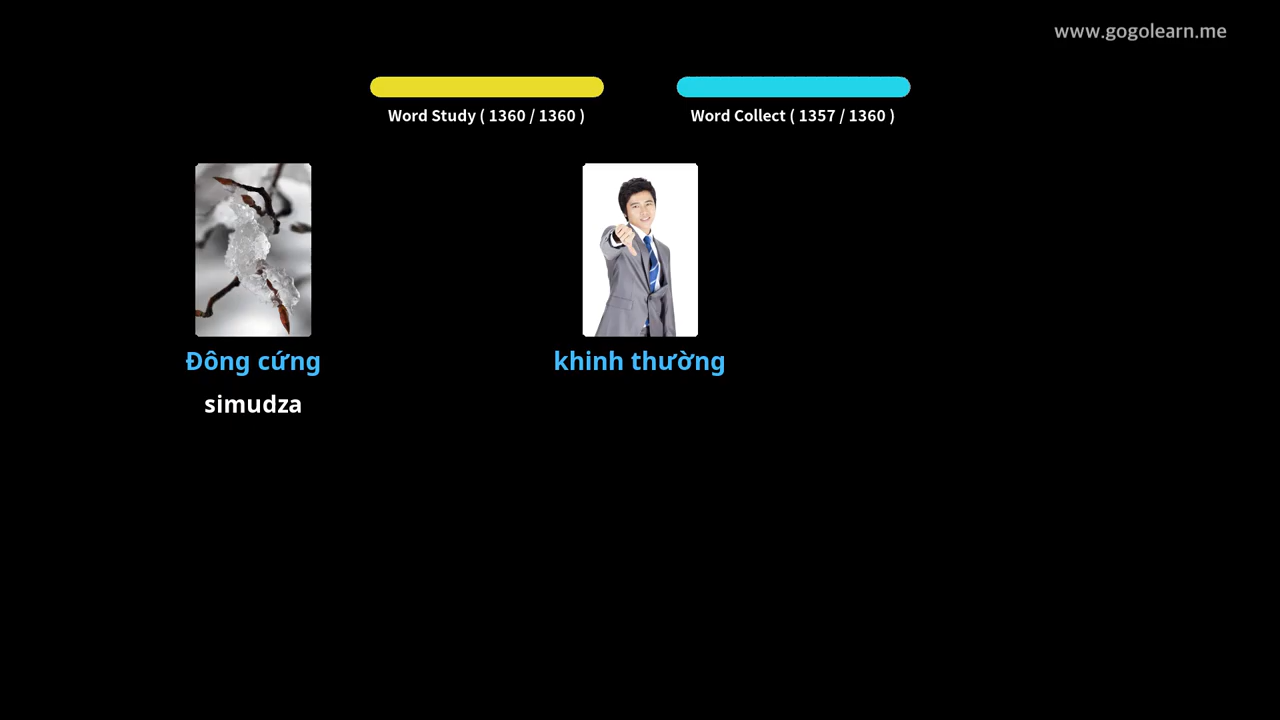 www.gogolearn.me
Word Study ( 1360 / 1360 )
Word Collect ( 1357 / 1360 )
Đông cứng
khinh thường
simudza